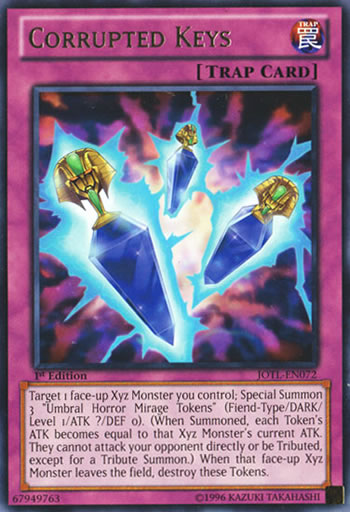 Corrupted Keys
TRAP
罠
[Trap Card]
1st Edition
JOTL-EN072
Target 1 face-up Xyz Monster you control; Special Summon
3 "Umbral Horror Mirage Tokens" (Fiend-Type/DARK/
Level 1/ATK ?/DEF 0). (When Summoned, each Token's
ATK becomes equal to that Xyz Monster's current ATK.
They cannot attack your opponent directly or be Tributed,
except for a Tribute Summon.) When that face-up Xyz
Monster leaves the field, destroy these Tokens.
67949763
©1996 KAZUKI TAKAHASHI